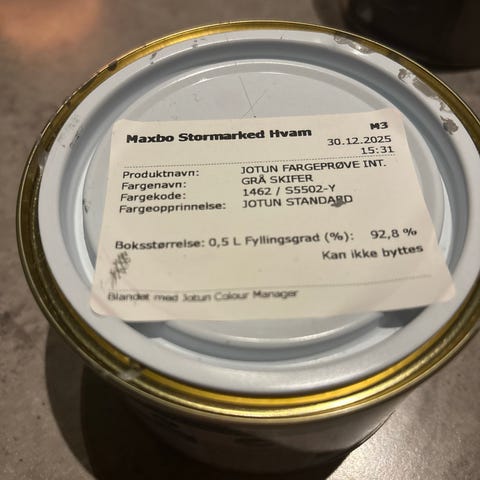 Maxbo Stormarked Hvam M3
30.12.2025
15:31
Produktnavn: JOTUN FARGEPRØVE INT.
Fargenavn: GRÅ SKIFER
Fargekode: 1462 / S5502-Y
Fargeopprinnelse: JOTUN STANDARD
Boksstørrelse: 0,5 L Fyllingsgrad (%): 92,8 %
Kan ikke byttes
Blandet med Jotun Colour Manager